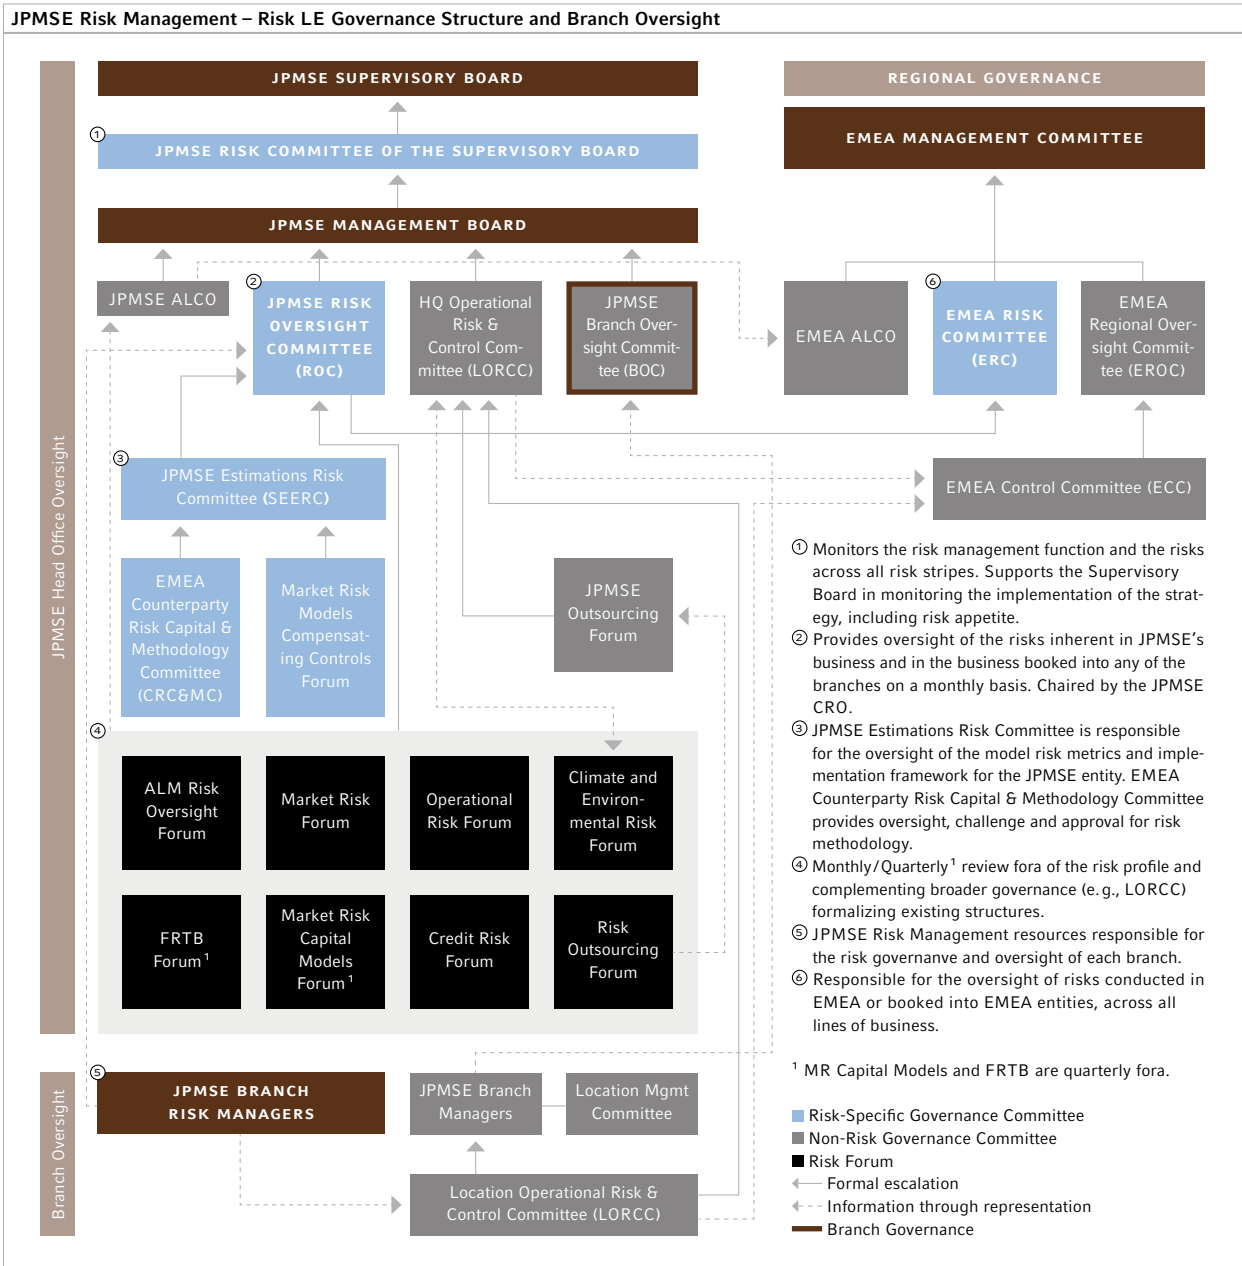 JPMSE Risk Management – Risk LE Governance Structure and Branch Oversight
JPMSE Head Office Oversight
JPMSE SUPERVISORY BOARD
REGIONAL GOVERNANCE
1
JPMSE RISK COMMITTEE OF THE SUPERVISORY BOARD
EMEA MANAGEMENT COMMITTEE
JPMSE MANAGEMENT BOARD
JPMSE ALCO
2
JPMSE RISK
OVERSIGHT
COMMITTEE
(ROC)
HQ Operational
Risk &
Control Com-
mittee (LORCC)
JPMSE
Branch Over-
sight Commit-
tee (BOC)
EMEA ALCO
6
EMEA RISK
COMMITTEE
(ERC)
EMEA
Regional Over-
sight Commit-
tee (EROC)
3
JPMSE Estimations Risk
Committee (SEERC)
EMEA Control Committee (ECC)
EMEA
Counterparty
Risk Capital &
Methodology
Committee
(CRC&MC)
Market Risk
Models
Compensat-
ing Controls
Forum
JPMSE
Outsourcing
Forum
4
ALM Risk
Oversight
Forum
Market Risk
Forum
Operational
Risk Forum
Climate and
Environ-
mental Risk
Forum
FRTB
Forum¹
Market Risk
Capital
Models
Forum¹
Credit Risk
Forum
Risk
Outsourcing
Forum
Branch Oversight
5
JPMSE BRANCH
RISK MANAGERS
JPMSE Branch
Managers
Location Mgmt
Committee
Location Operational Risk &
Control Committee (LORCC)
① Monitors the risk management function and the risks
across all risk stripes. Supports the Supervisory
Board in monitoring the implementation of the strat-
egy, including risk appetite.
② Provides oversight of the risks inherent in JPMSE’s
business and in the business booked into any of the
branches on a monthly basis. Chaired by the JPMSE
CRO.
③ JPMSE Estimations Risk Committee is responsible
for the oversight of the model risk metrics and imple-
mentation framework for the JPMSE entity. EMEA
Counterparty Risk Capital & Methodology Committee
provides oversight, challenge and approval for risk
methodology.
④ Monthly/Quarterly¹ review fora of the risk profile and
complementing broader governance (e.g., LORCC)
formalizing existing structures.
⑤ JPMSE Risk Management resources responsible for
the risk governanve and oversight of each branch.
⑥ Responsible for the oversight of risks conducted in
EMEA or booked into EMEA entities, across all
lines of business.
¹ MR Capital Models and FRTB are quarterly fora.
Risk-Specific Governance Committee
Non-Risk Governance Committee
Risk Forum
Formal escalation
Information through representation
Branch Governance